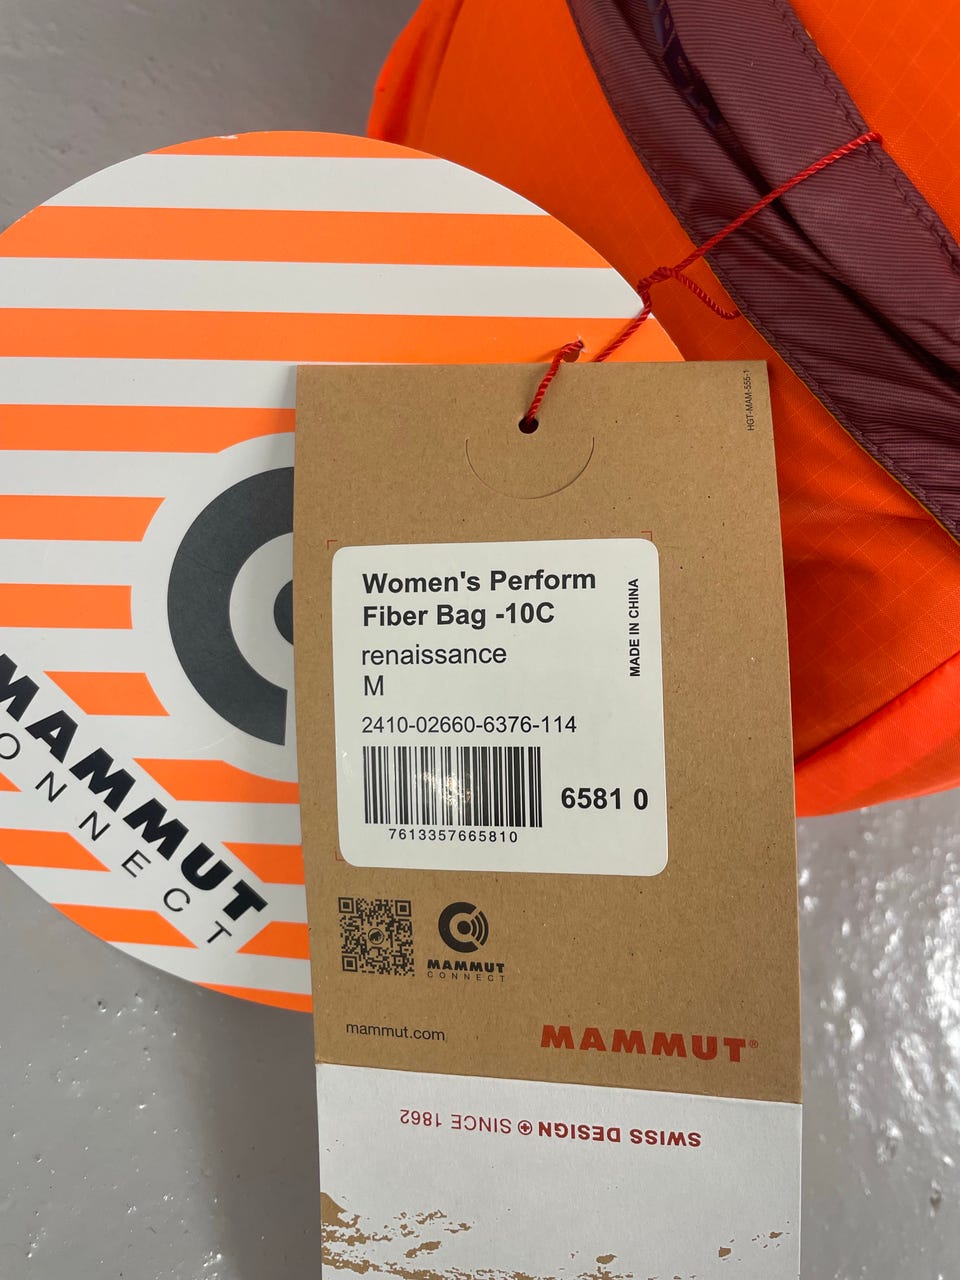 HGT-MAM-555-1
Women's Perform
Fiber Bag -10C
renaissance
M
2410-02660-6376-114
MADE IN CHINA
7613357665810
6581 0
MAMMUT
CONNECT
MAMMUT
CONNECT
mammut.com
MAMMUT®
SWISS DESIGN SINCE 1862